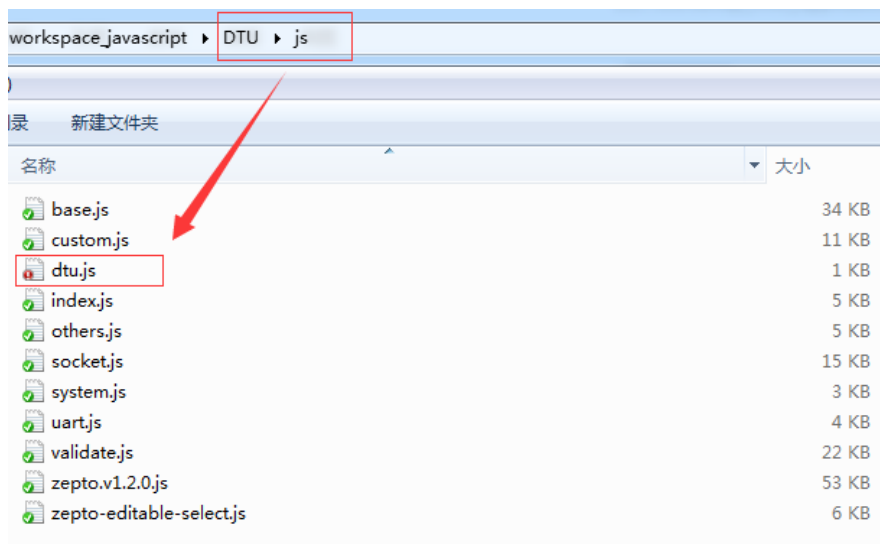 workspace_javascript ▸ DTU ▸ js
)
录 新建文件夹
名称 大小
base.js 34 KB
custom.js 11 KB
dtu.js 1 KB
index.js 5 KB
others.js 5 KB
socket.js 15 KB
system.js 3 KB
uart.js 4 KB
validate.js 22 KB
zepto.v1.2.0.js 53 KB
zepto-editable-select.js 6 KB